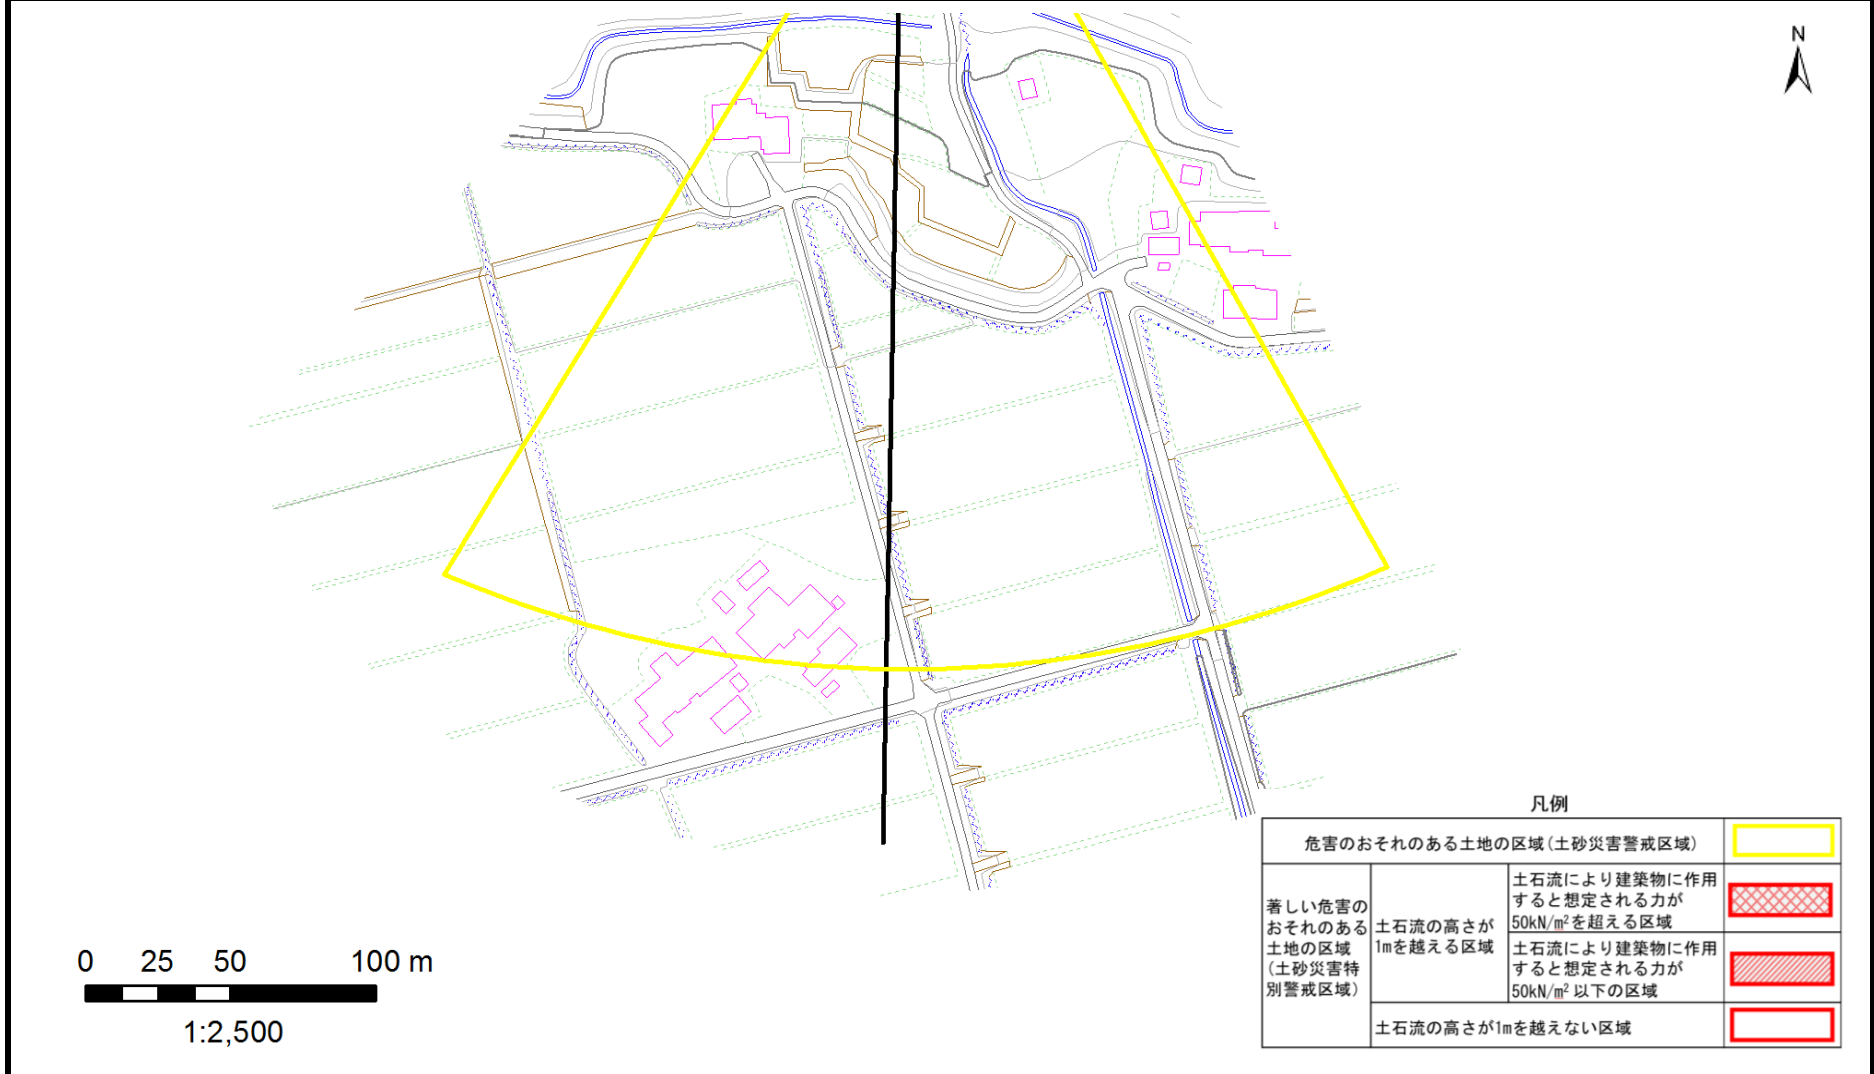 N
凡例
危害のおそれのある土地の区域(土砂災害警戒区域)
著しい危害の
おそれのある
土地の区域
(土砂災害特
別警戒区域)
土石流の高さが
1mを越える区域
土石流により建築物に作用
すると想定される力が
50kN/m²を超える区域
土石流により建築物に作用
すると想定される力が
50kN/m²以下の区域
土石流の高さが1mを越えない区域
0 25 50 100 m
1:2,500